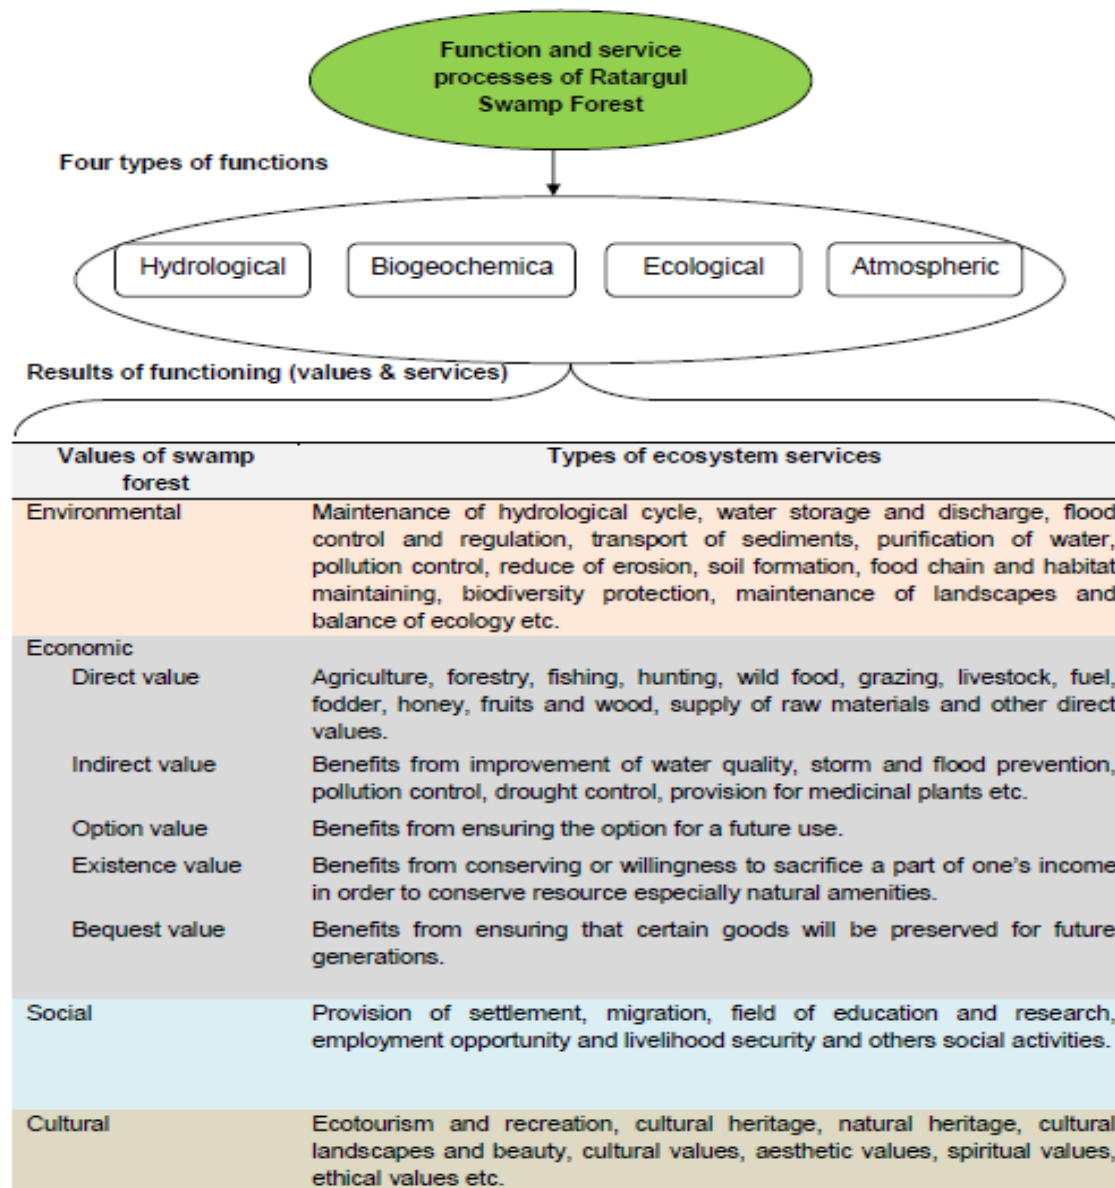 Function and service
processes of Ratargul
Swamp Forest
Four types of functions
Hydrological
Biogeochemica
Ecological
Atmospheric
Results of functioning (values & services)
Values of swamp
forest
Types of ecosystem services
Environmental
Maintenance of hydrological cycle, water storage and discharge, flood
control and regulation, transport of sediments, purification of water,
pollution control, reduce of erosion, soil formation, food chain and habitat
maintaining, biodiversity protection, maintenance of landscapes and
balance of ecology etc.
Economic
Direct value
Agriculture, forestry, fishing, hunting, wild food, grazing, livestock, fuel,
fodder, honey, fruits and wood, supply of raw materials and other direct
values.
Indirect value
Benefits from improvement of water quality, storm and flood prevention,
pollution control, drought control, provision for medicinal plants etc.
Option value
Benefits from ensuring the option for a future use.
Existence value
Benefits from conserving or willingness to sacrifice a part of one's income
in order to conserve resource especially natural amenities.
Bequest value
Benefits from ensuring that certain goods will be preserved for future
generations.
Social
Provision of settlement, migration, field of education and research,
employment opportunity and livelihood security and others social activities.
Cultural
Ecotourism and recreation, cultural heritage, natural heritage, cultural
landscapes and beauty, cultural values, aesthetic values, spiritual values,
ethical values etc.